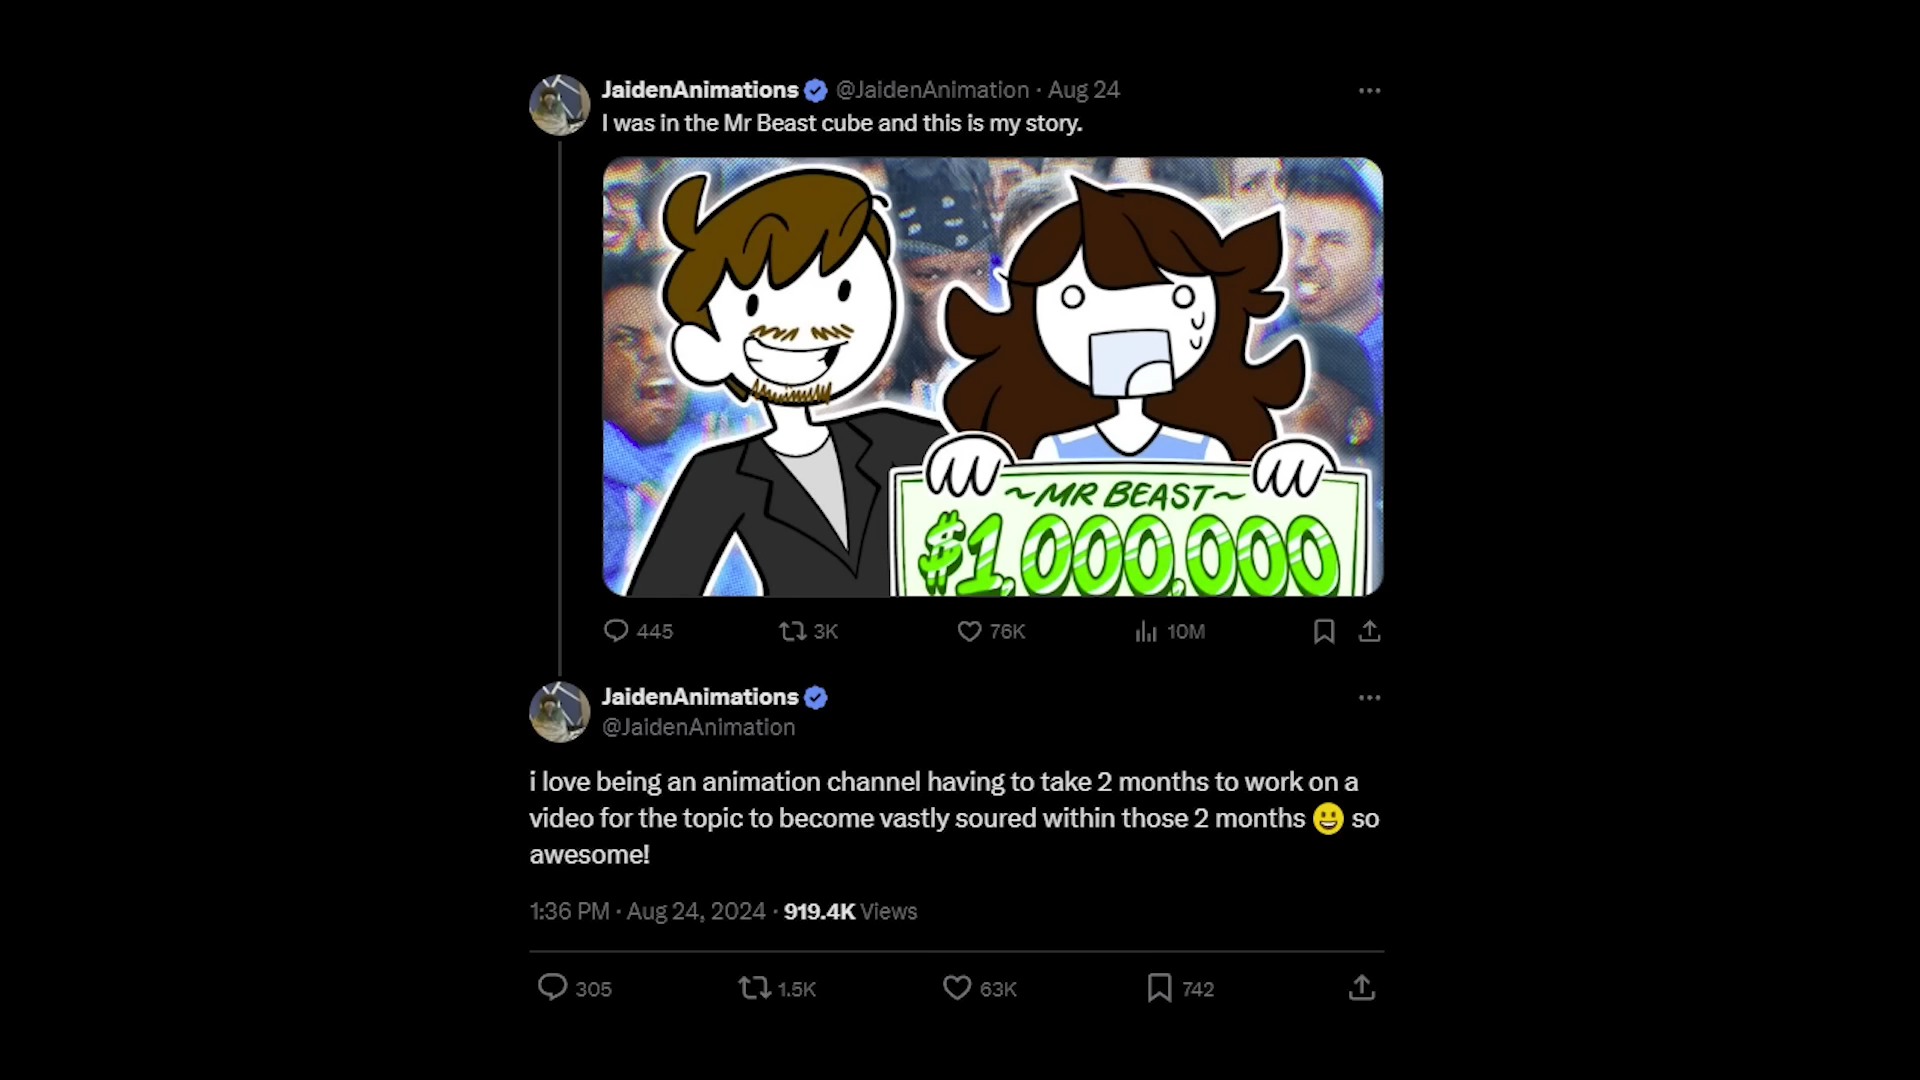 JaidenAnimations @JaidenAnimation · Aug 24
I was in the Mr Beast cube and this is my story.
~MR BEAST~
$1,000,000
445 3K 76K 10M
JaidenAnimations
@JaidenAnimation
i love being an animation channel having to take 2 months to work on a
video for the topic to become vastly soured within those 2 months 😀 so
awesome!
1:36 PM · Aug 24, 2024 · 919.4K Views
305 1.5K 63K 742